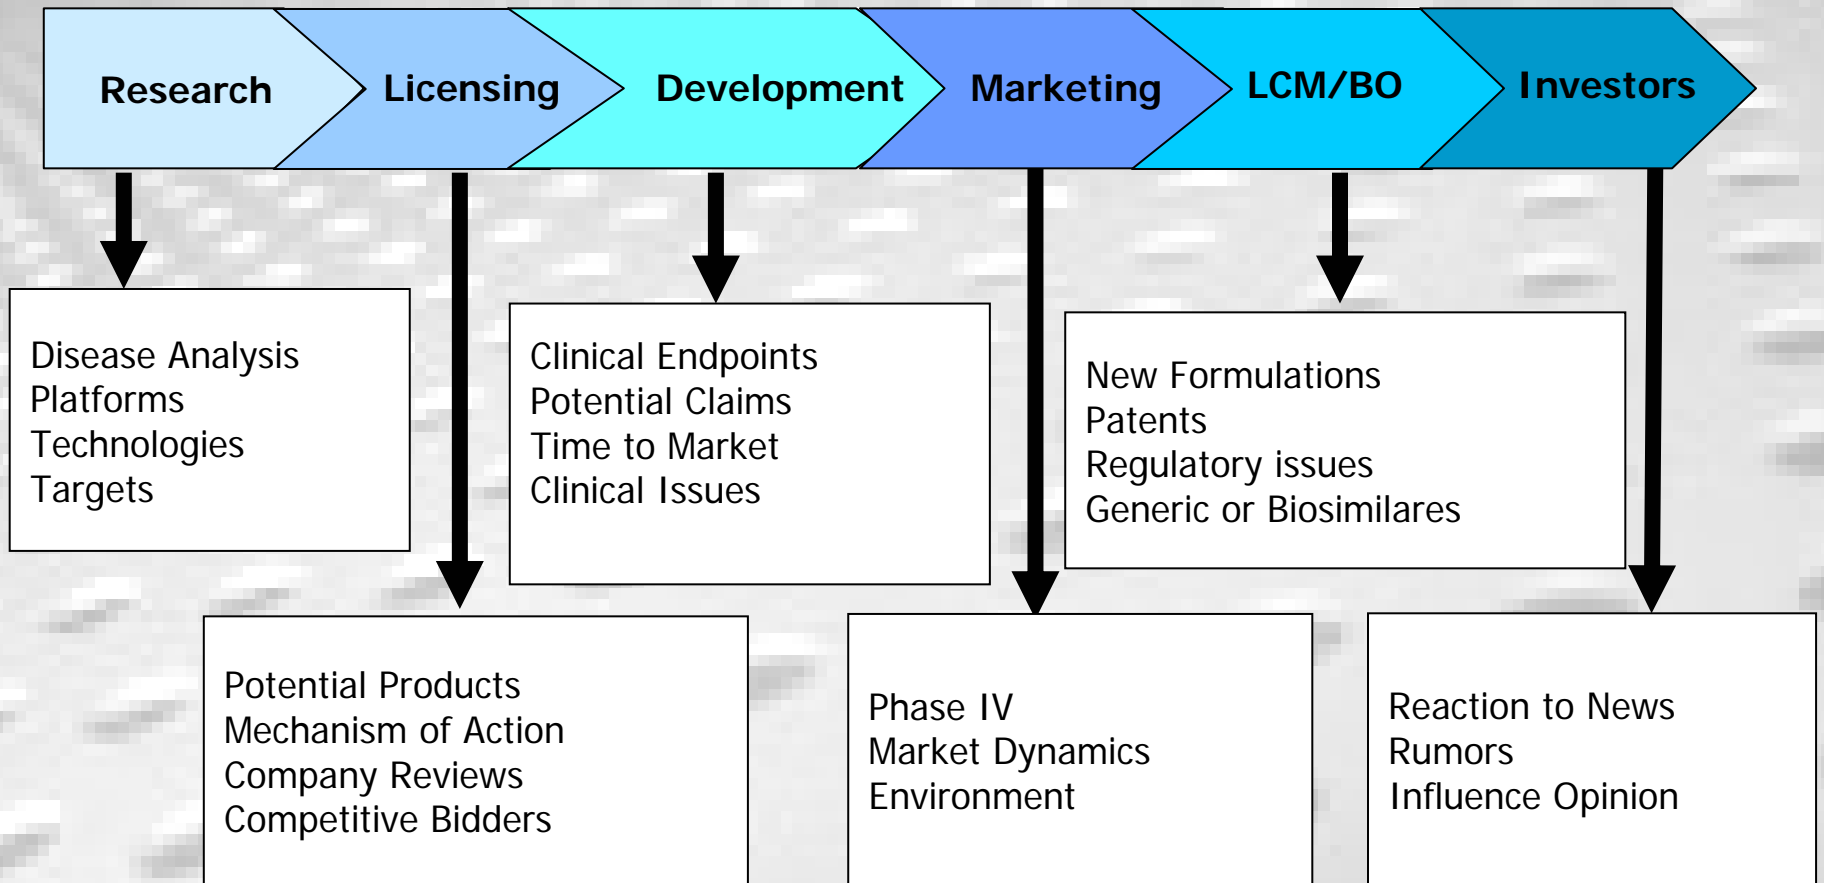 Research
Licensing
Development
Marketing
LCM/BO
Investors
Disease Analysis
Platforms
Technologies
Targets
Clinical Endpoints
Potential Claims
Time to Market
Clinical Issues
New Formulations
Patents
Regulatory issues
Generic or Biosimilares
Potential Products
Mechanism of Action
Company Reviews
Competitive Bidders
Phase IV
Market Dynamics
Environment
Reaction to News
Rumors
Influence Opinion